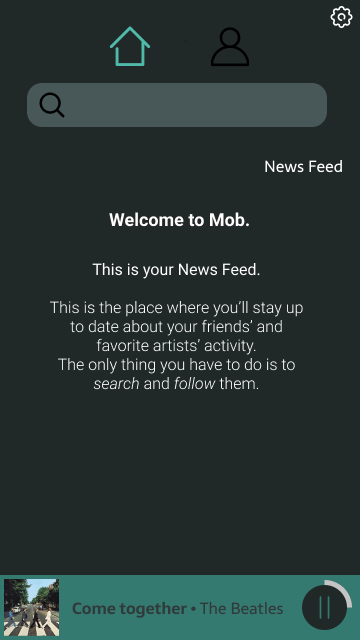 News Feed
Welcome to Mob.
This is your News Feed.
This is the place where you’ll stay up
to date about your friends’ and
favorite artists’ activity.
The only thing you have to do is to
search and follow them.
Come together • The Beatles